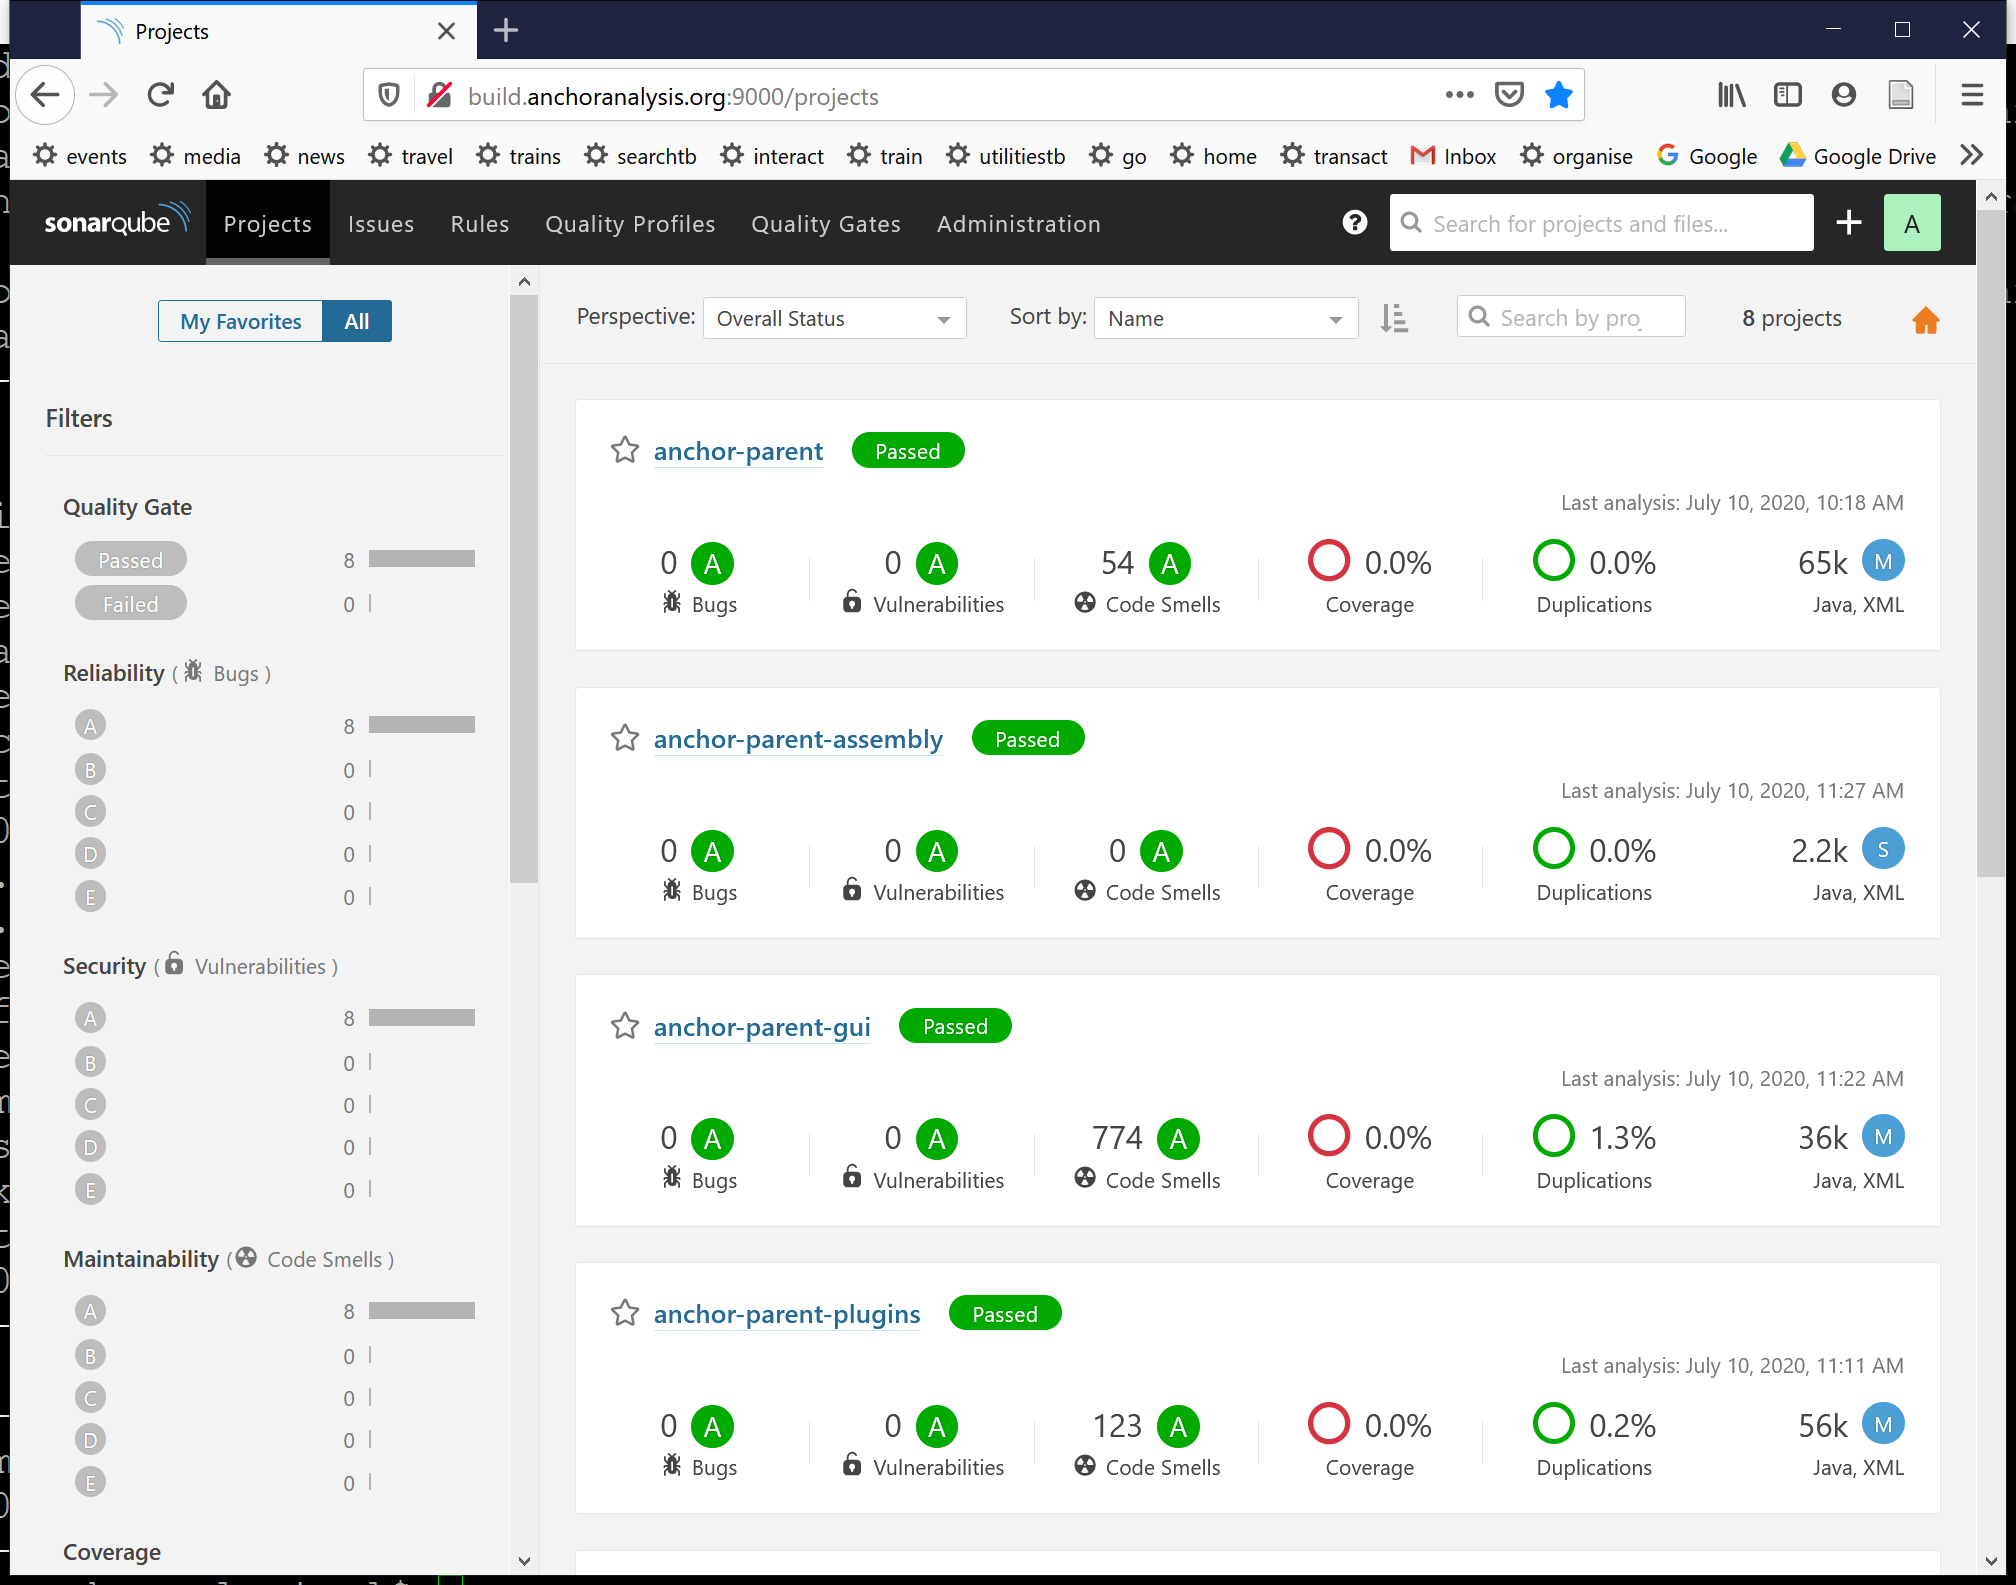 Projects
build.anchoranalysis.org:9000/projects
events media news travel trains searchtb interact train utilitiestb go home transact Inbox organise Google Google Drive
sonarqube Projects Issues Rules Quality Profiles Quality Gates Administration Search for projects and files... A
My Favorites All
Perspective: Overall Status Sort by: Name Search by proj 8 projects
Filters
Quality Gate
Passed 8
Failed 0
Reliability ( Bugs )
A 8
B 0
C 0
D 0
E 0
Security ( Vulnerabilities )
A 8
B 0
C 0
D 0
E 0
Maintainability ( Code Smells )
A 8
B 0
C 0
D 0
E 0
Coverage
anchor-parent Passed
Last analysis: July 10, 2020, 10:18 AM
0 A 0 A 54 A 0.0% 0.0% 65k M
Bugs Vulnerabilities Code Smells Coverage Duplications Java, XML
anchor-parent-assembly Passed
Last analysis: July 10, 2020, 11:27 AM
0 A 0 A 0 A 0.0% 0.0% 2.2k S
Bugs Vulnerabilities Code Smells Coverage Duplications Java, XML
anchor-parent-gui Passed
Last analysis: July 10, 2020, 11:22 AM
0 A 0 A 774 A 0.0% 1.3% 36k M
Bugs Vulnerabilities Code Smells Coverage Duplications Java, XML
anchor-parent-plugins Passed
Last analysis: July 10, 2020, 11:11 AM
0 A 0 A 123 A 0.0% 0.2% 56k M
Bugs Vulnerabilities Code Smells Coverage Duplications Java, XML